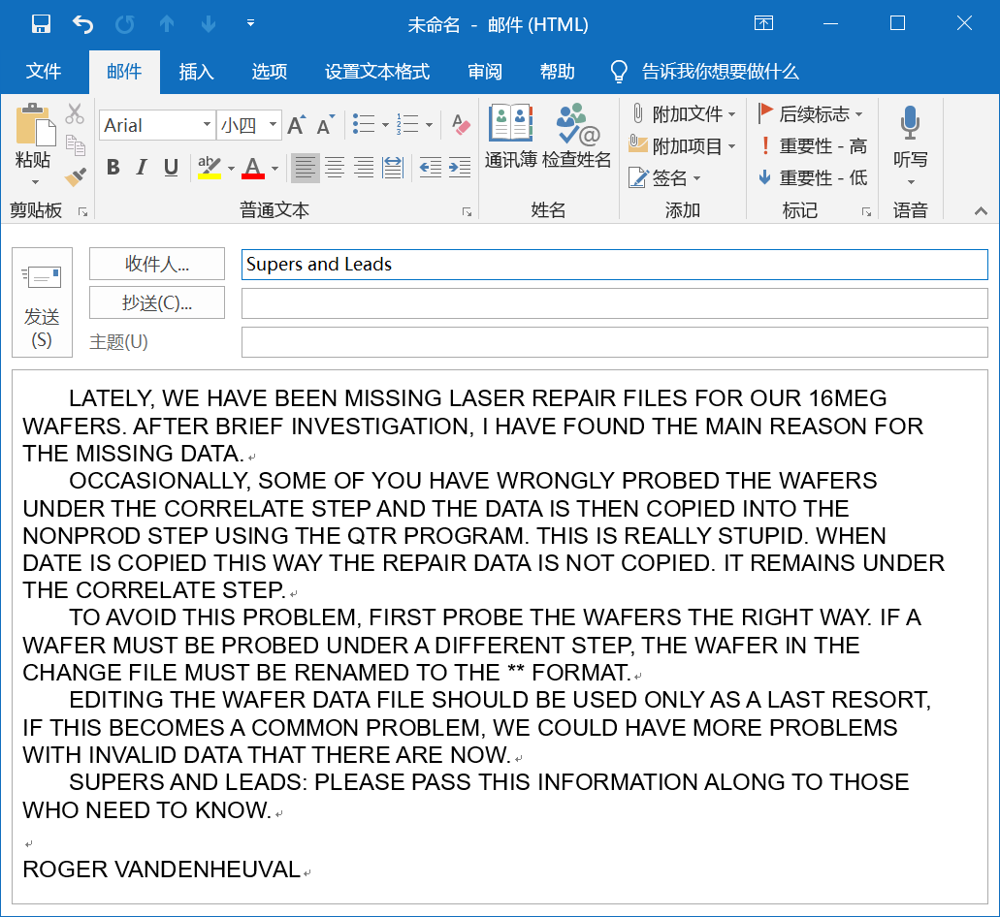 未命名 - 邮件 (HTML)
文件 邮件 插入 选项 设置文本格式 审阅 帮助 告诉我你想要做什么
粘贴
剪贴板
Arial 小四
B I U
普通文本
通讯簿 检查姓名
姓名
附加文件
附加项目
签名
添加
后续标志
重要性 - 高
重要性 - 低
标记
听写
语音
发送
(S)
收件人... Supers and Leads
抄送(C)...
主题(U)
LATELY, WE HAVE BEEN MISSING LASER REPAIR FILES FOR OUR 16MEG
WAFERS. AFTER BRIEF INVESTIGATION, I HAVE FOUND THE MAIN REASON FOR
THE MISSING DATA.
OCCASIONALLY, SOME OF YOU HAVE WRONGLY PROBED THE WAFERS
UNDER THE CORRELATE STEP AND THE DATA IS THEN COPIED INTO THE
NONPROD STEP USING THE QTR PROGRAM. THIS IS REALLY STUPID. WHEN
DATE IS COPIED THIS WAY THE REPAIR DATA IS NOT COPIED. IT REMAINS UNDER
THE CORRELATE STEP.
TO AVOID THIS PROBLEM, FIRST PROBE THE WAFERS THE RIGHT WAY. IF A
WAFER MUST BE PROBED UNDER A DIFFERENT STEP, THE WAFER IN THE
CHANGE FILE MUST BE RENAMED TO THE ** FORMAT.
EDITING THE WAFER DATA FILE SHOULD BE USED ONLY AS A LAST RESORT,
IF THIS BECOMES A COMMON PROBLEM, WE COULD HAVE MORE PROBLEMS
WITH INVALID DATA THAT THERE ARE NOW.
SUPERS AND LEADS: PLEASE PASS THIS INFORMATION ALONG TO THOSE
WHO NEED TO KNOW.
ROGER VANDENHEUVAL